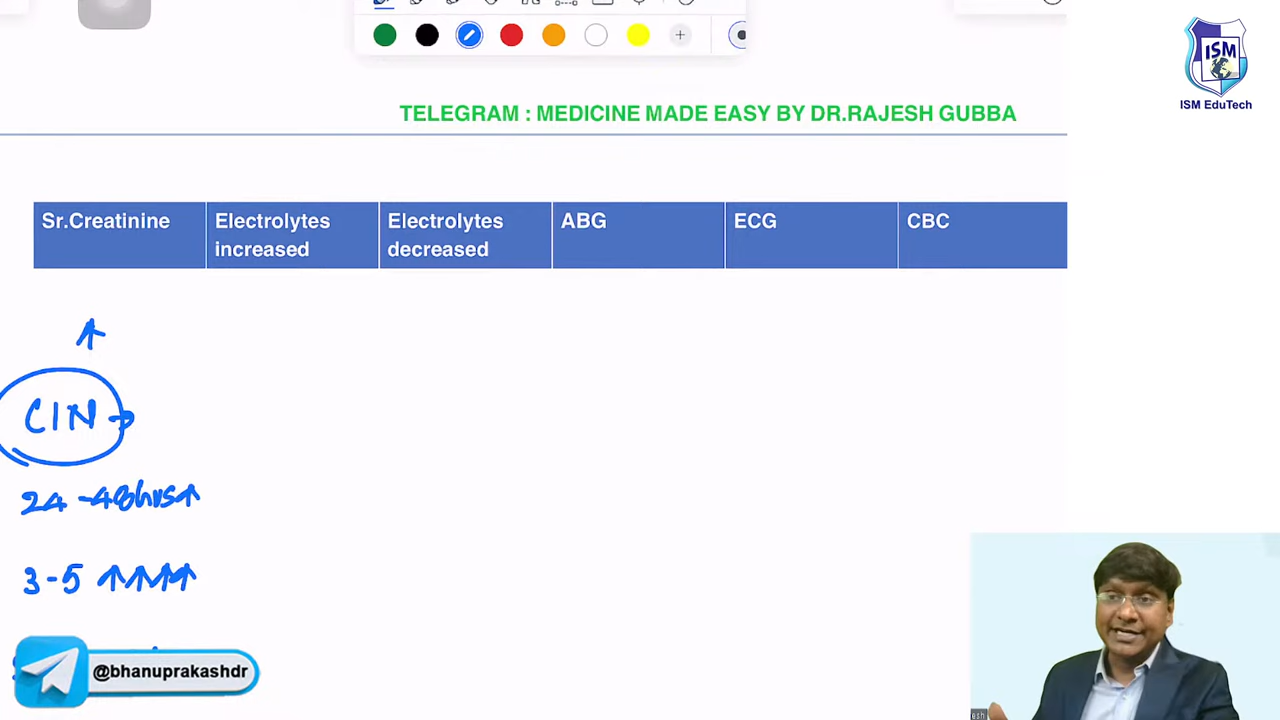 ISM
ISM EduTech
TELEGRAM : MEDICINE MADE EASY BY DR.RAJESH GUBBA
Sr.Creatinine
Electrolytes
increased
Electrolytes
decreased
ABG
ECG
CBC
CIN
24 - 48hrs ↑
3-5 ↑↑↑↑
@bhanuprakashdr